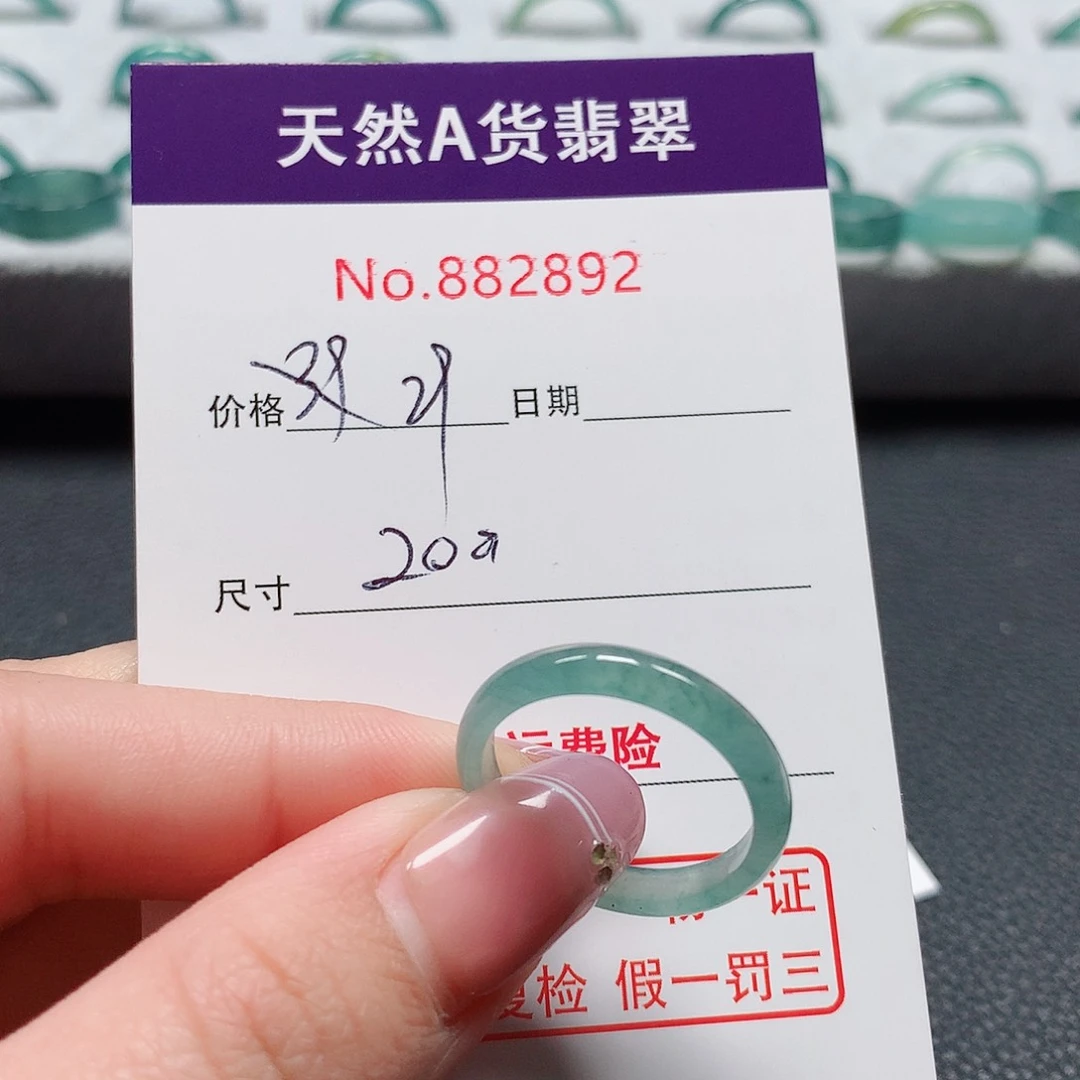 天然A货翡翠
No.882892
价格 日期
尺寸 20
运费险
一证
复检 假一罚三